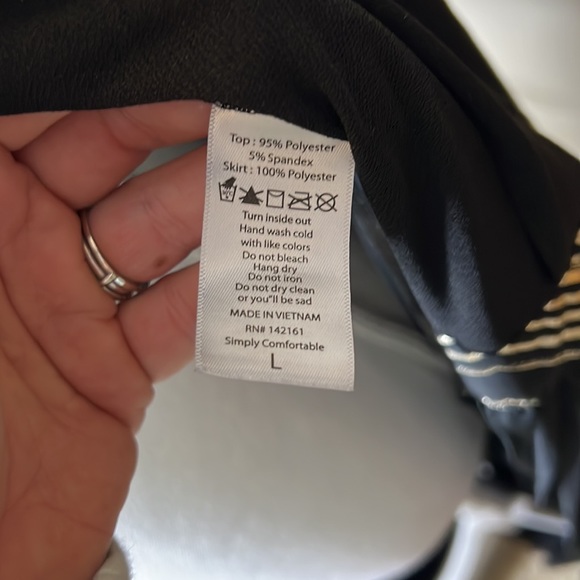 Top : 95% Polyester
5% Spandex
Skirt : 100% Polyester
Turn inside out
Hand wash cold
with like colors
Do not bleach
Hang dry
Do not iron
Do not dry clean
or you"ll be sad
MADE IN VIETNAM
RN# 142161
Simply Comfortable
L